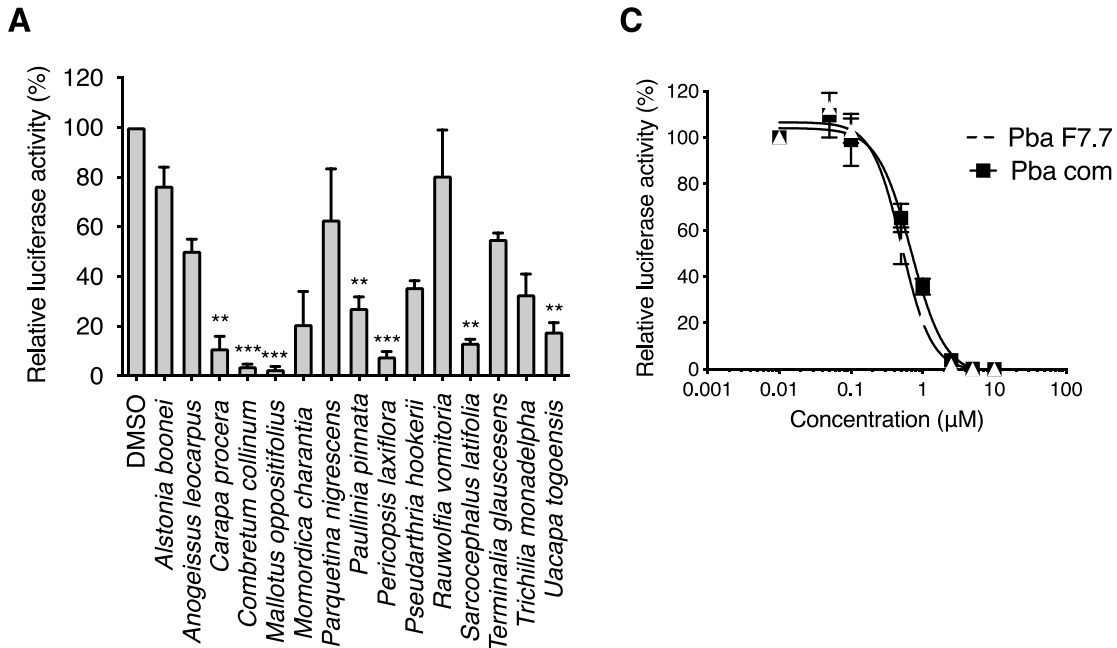 A
Relative luciferase activity (%)
120
100
80
60
40
20
0
**
***
***
**
***
**
**
DMSO
Alstonia boonei
Anogeissus leocarpus
Carapa procera
Combretum collinum
Mallotus oppositifolius
Momordica charantia
Parquetina nigrescens
Paullinia pinnata
Pericopsis laxiflora
Pseudarthria hookerii
Rauwolfia vomitoria
Sarcocephalus latifolia
Terminalia glauscesens
Trichilia monadelpha
Uacapa togoensis
C
Relative luciferase activity (%)
120
100
80
60
40
20
0
0.001
0.01
0.1
1
10
100
Concentration (µM)
Pba F7.7
Pba com